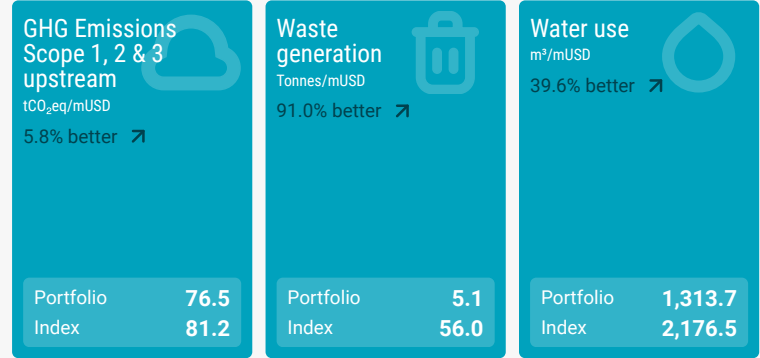 GHG Emissions
Scope 1, 2 & 3
upstream
tCO₂eq/mUSD
5.8% better
Portfolio 76.5
Index 81.2
Waste
generation
Tonnes/mUSD
91.0% better
Portfolio 5.1
Index 56.0
Water use
m³/mUSD
39.6% better
Portfolio 1,313.7
Index 2,176.5